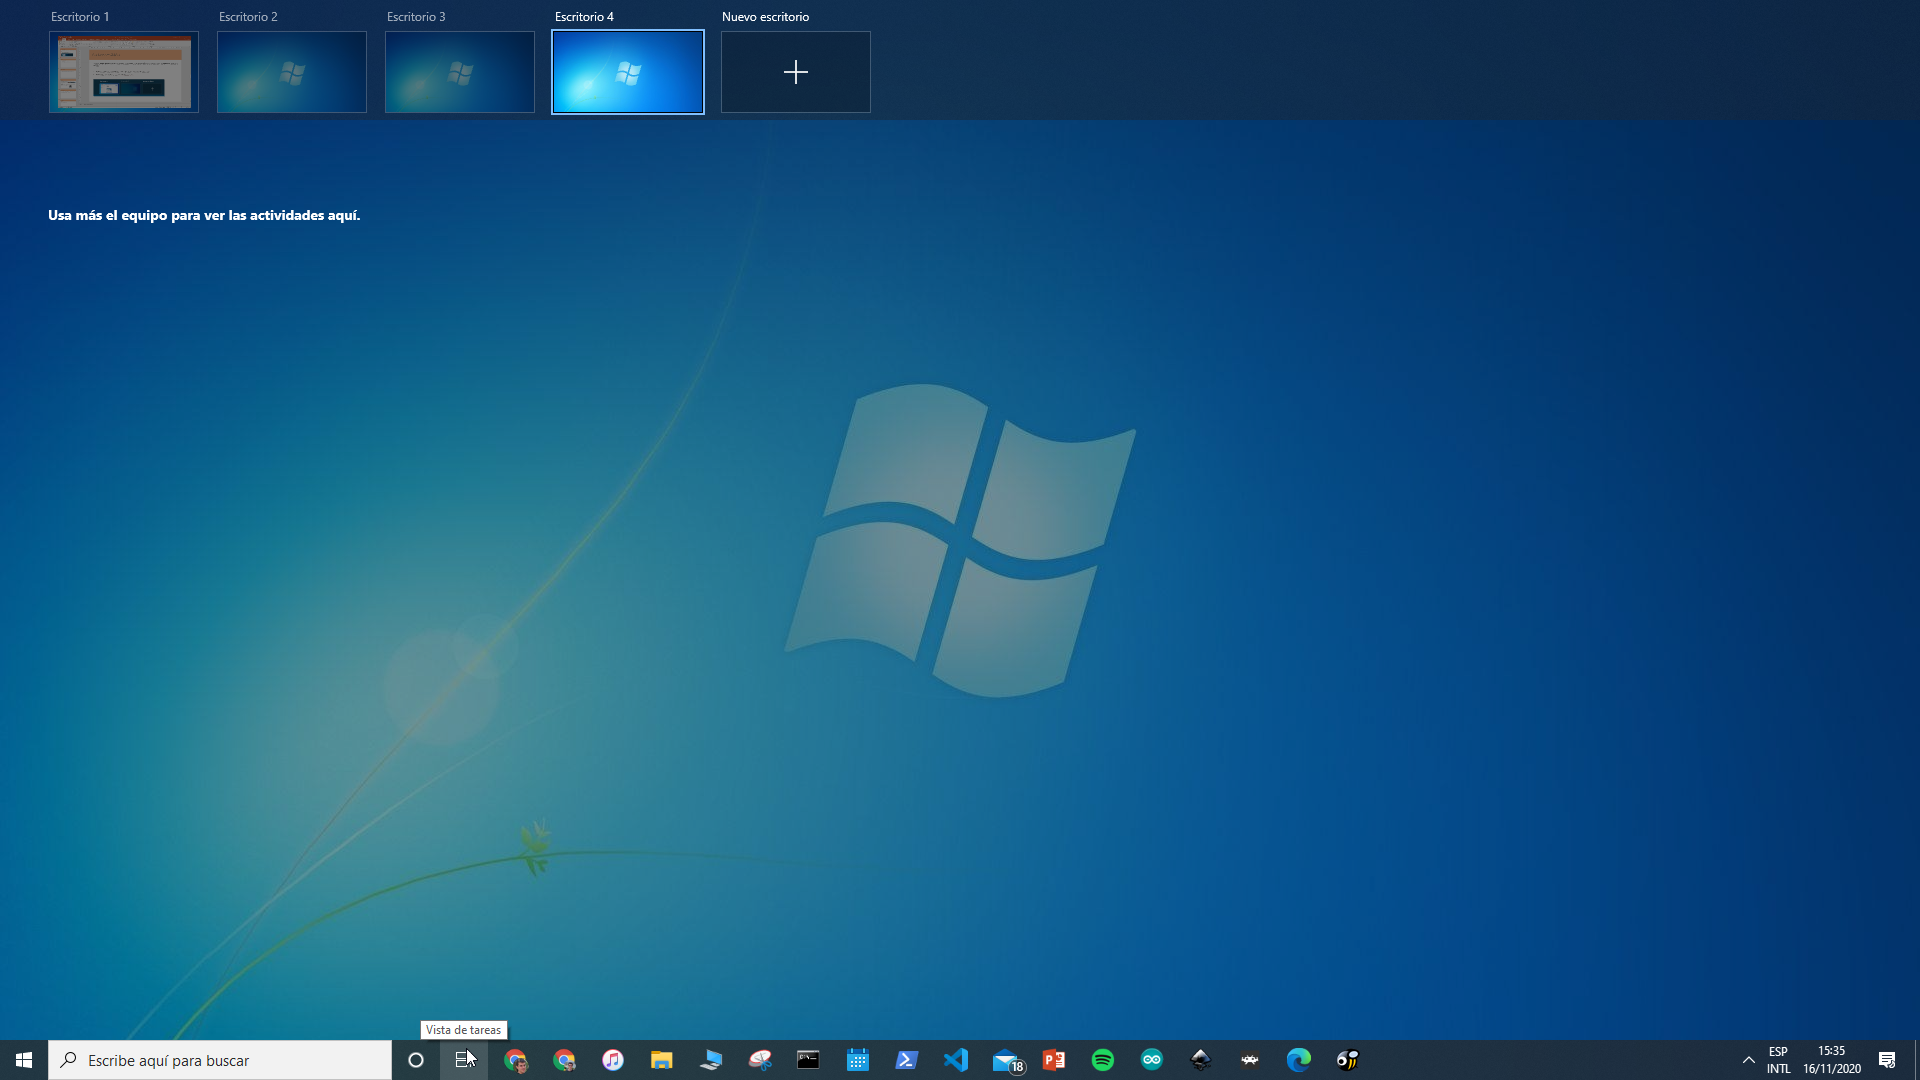 Escritorio 1
Escritorio 2
Escritorio 3
Escritorio 4
Nuevo escritorio
Usa más el equipo para ver las actividades aquí.
Vista de tareas
Escribe aquí para buscar
18
ESP
INTL
15:35
16/11/2020